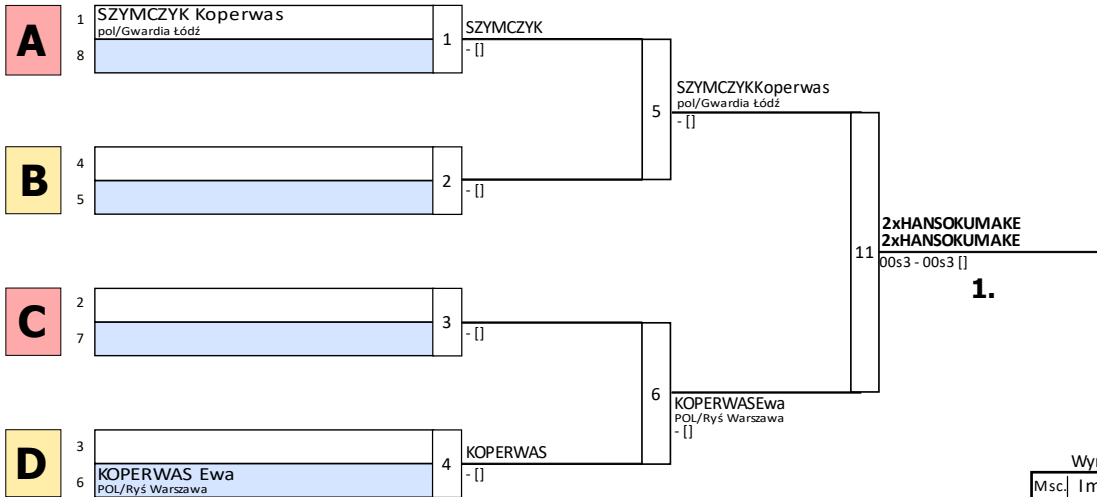 A
1 SZYMCZYK Koperwas
pol/Gwardia Łódź
8
1
SZYMCZYK
- []
5
SZYMCZYKKoperwas
pol/Gwardia Łódź
- []
B
4
5
2
- []
11
2xHANSOKUMAKE
2xHANSOKUMAKE
00s3 - 00s3 []
1.
C
2
7
3
- []
6
KOPERWASEwa
POL/Ryś Warszawa
- []
D
3
6 KOPERWAS Ewa
POL/Ryś Warszawa
4
KOPERWAS
- []
Wyr
Msc. Im